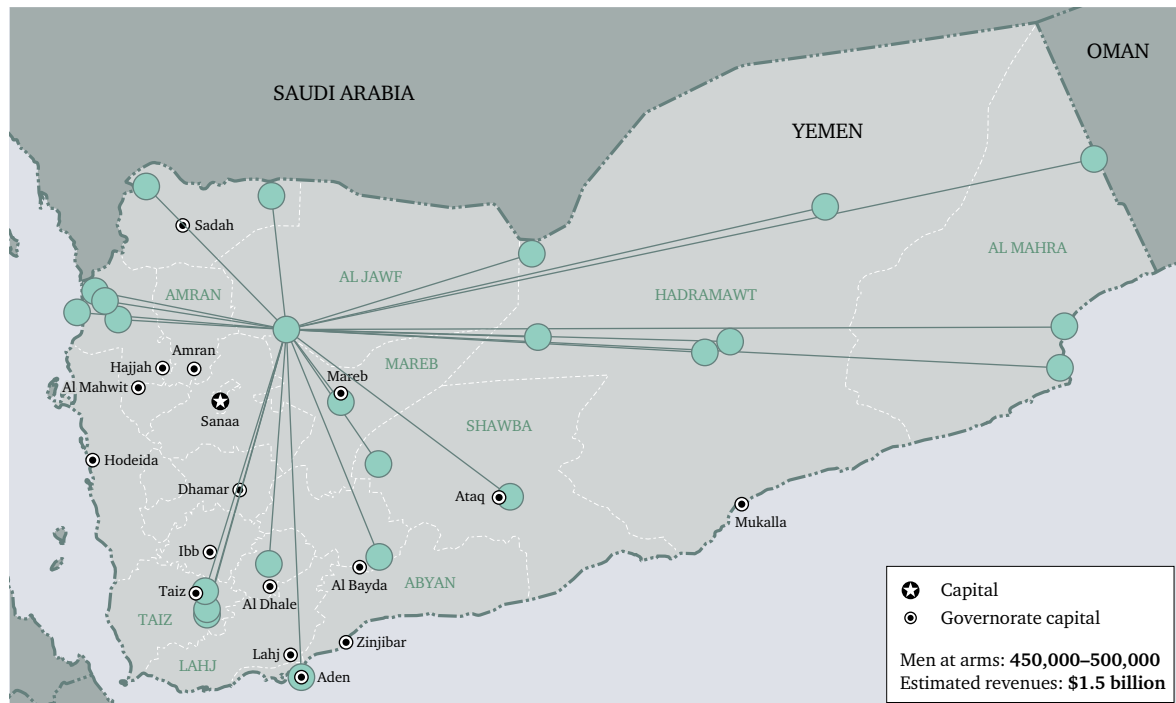 SAUDI ARABIA
OMAN
YEMEN
Sadah
AL JAWF
AL MAHRA
AMRAN
HADRAMAWT
Amran
Hajjah
MAREB
Mareb
Al Mahwit
Sanaa
SHAWBA
Hodeida
Dhamar
Ataq
Mukalla
Ibb
Al Bayda
ABYAN
Taiz
Al Dhale
TAIZ
Zinjibar
Lahj
LAHJ
Aden
Capital
Governorate capital
Men at arms: 450,000–500,000
Estimated revenues: $1.5 billion